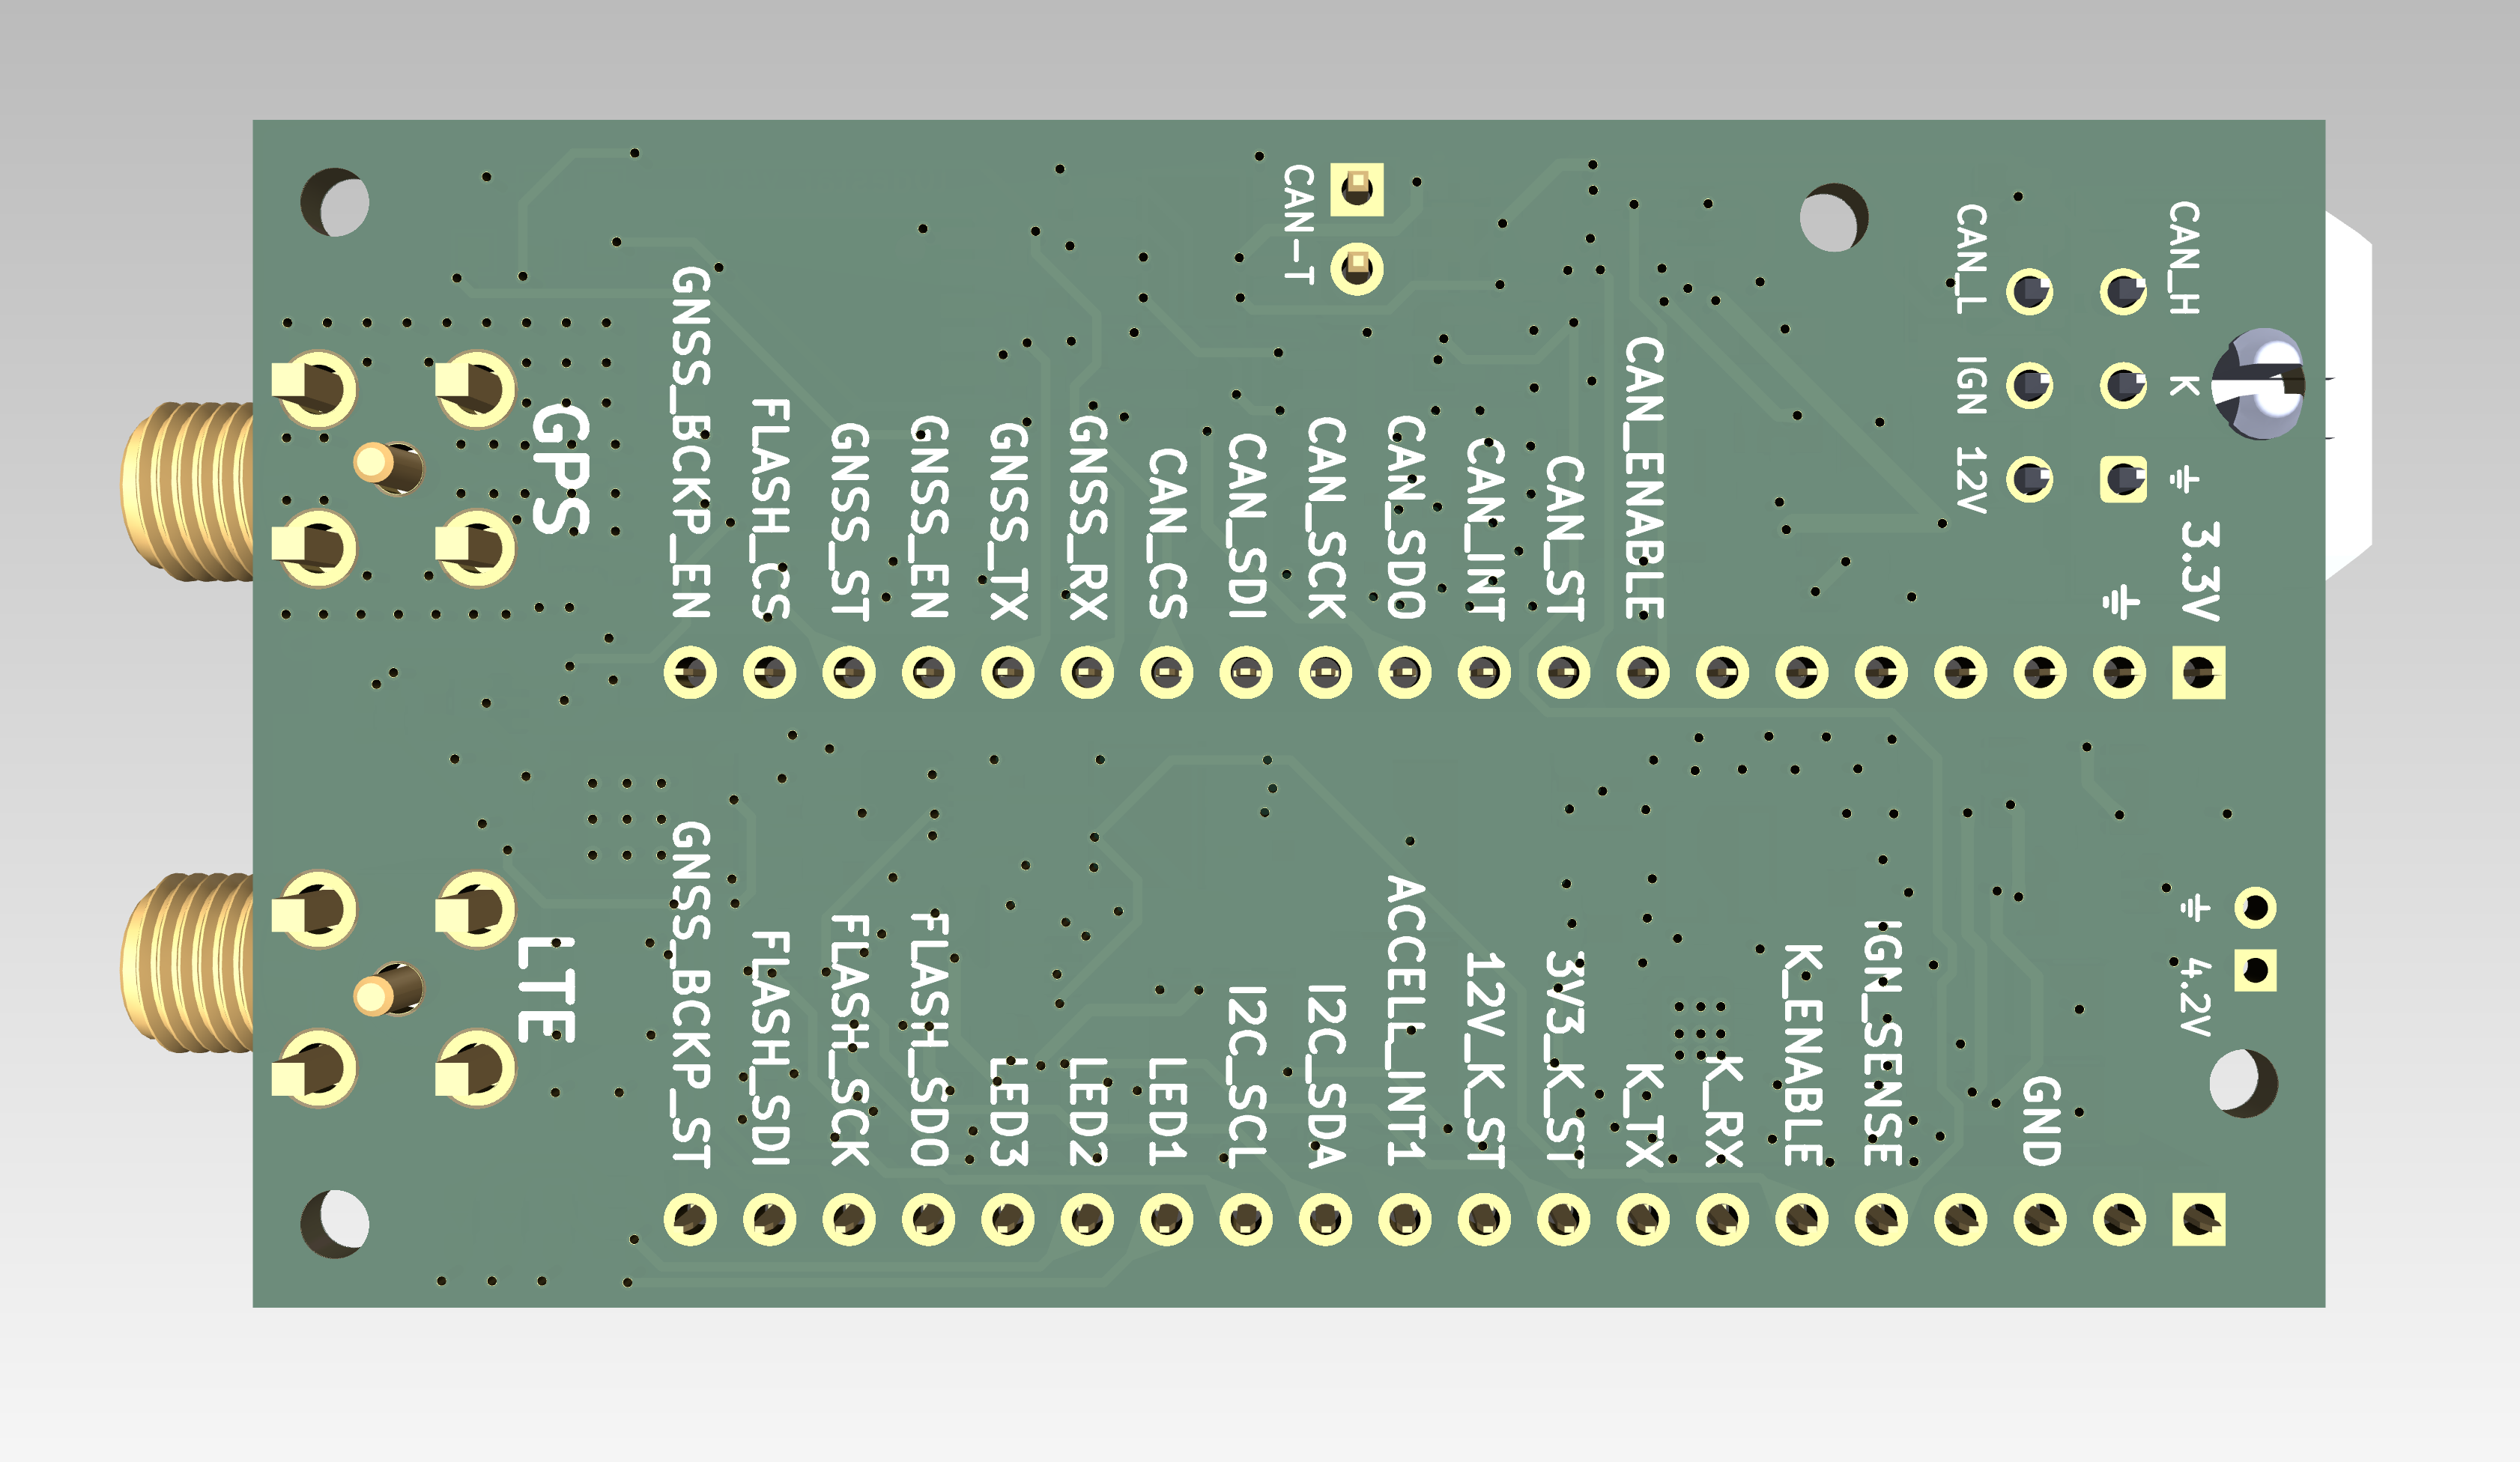 CAN-T
CAN_L
CAN_H
IGN
K
12V
3.3V
GPS
GNSS_BCKP_EN
FLASH_CS
GNSS_ST
GNSS_EN
GNSS_TX
GNSS_RX
CAN_CS
CAN_SDI
CAN_SCK
CAN_SDO
CAN_INT
CAN_ST
CAN_ENABLE
LTE
GNSS_BCKP_ST
FLASH_SDI
FLASH_SCK
FLASH_SDO
LED3
LED2
LED1
I2C_SCL
I2C_SDA
ACCELL_INT1
12V_K_ST
3V3_K_ST
K_TX
K_RX
K_ENABLE
IGN_SENSE
GND
4.2V